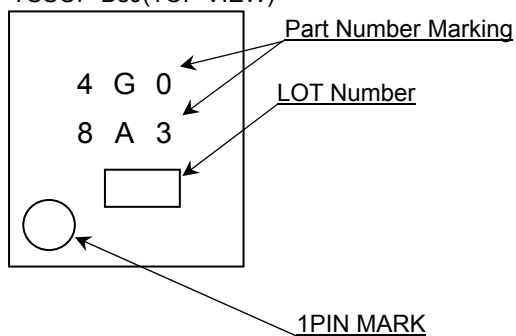 Part Number Marking
4 G 0
LOT Number
8 A 3
1PIN MARK